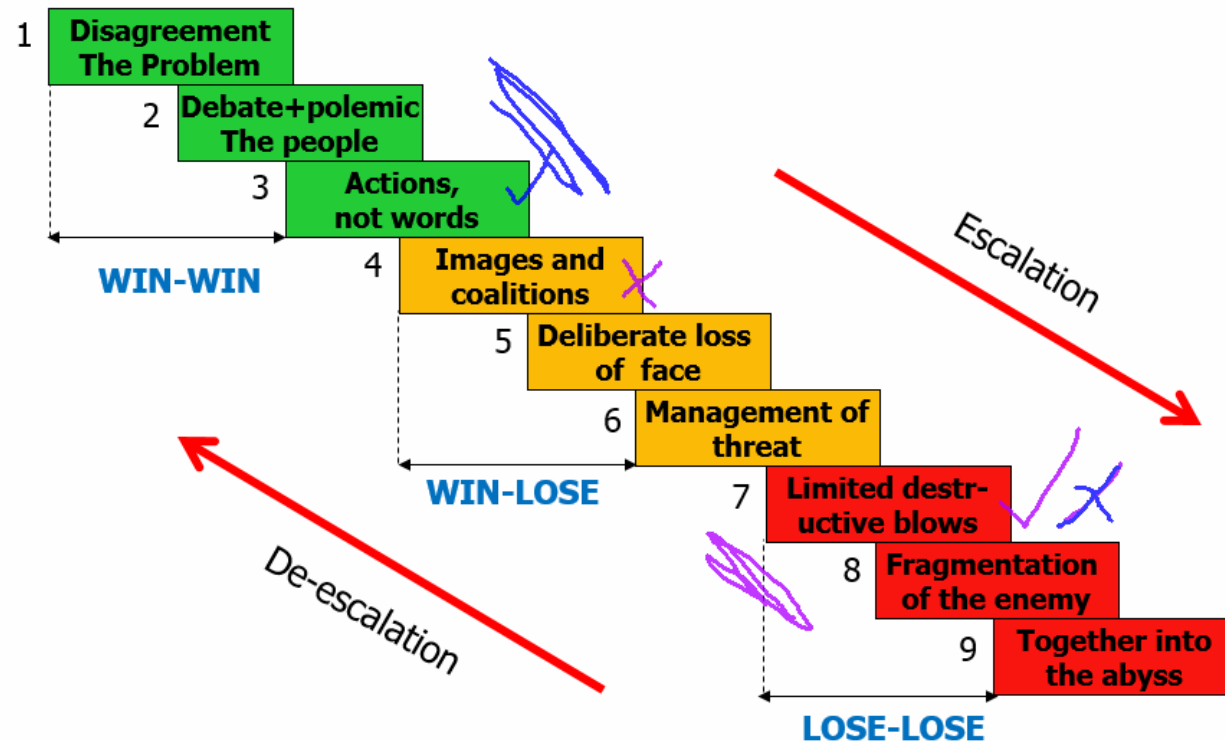 1
Disagreement
The Problem
2
Debate+polemic
The people
3
Actions,
not words
WIN-WIN
4
Images and
coalitions
Escalation
5
Deliberate loss
of face
6
Management of
threat
WIN-LOSE
7
Limited destr-
uctive blows
De-escalation
8
Fragmentation
of the enemy
9
Together into
the abyss
LOSE-LOSE